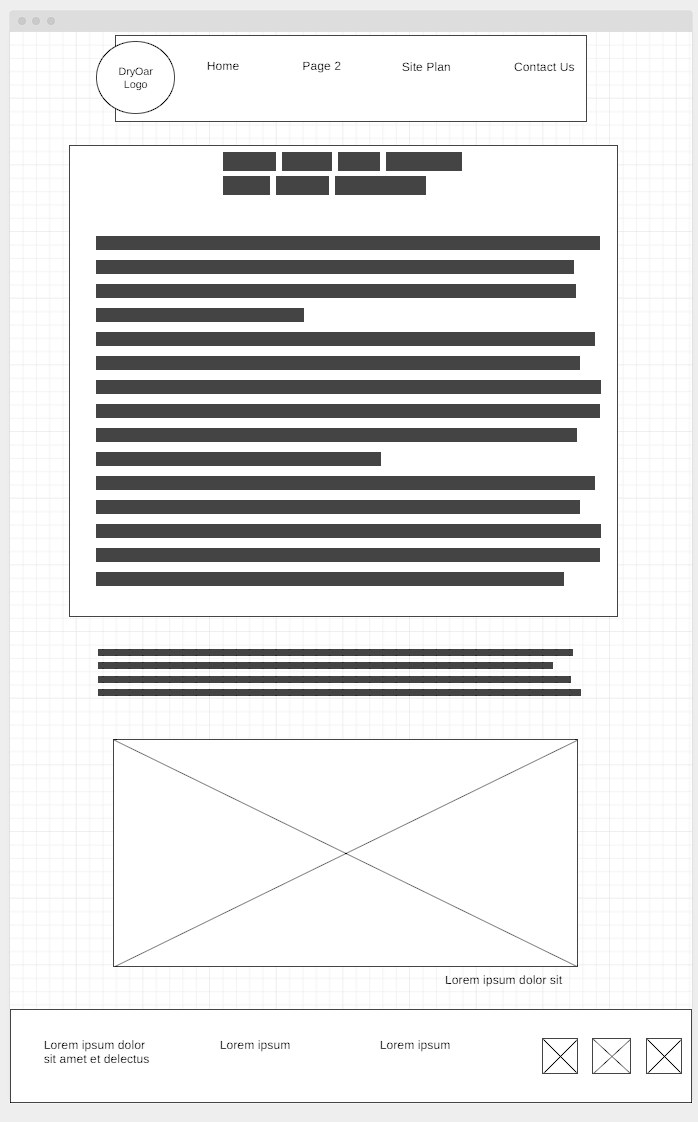 DryOar
Logo
Home
Page 2
Site Plan
Contact Us
Lorem ipsum dolor sit
Lorem ipsum dolor
sit amet et delectus
Lorem ipsum
Lorem ipsum